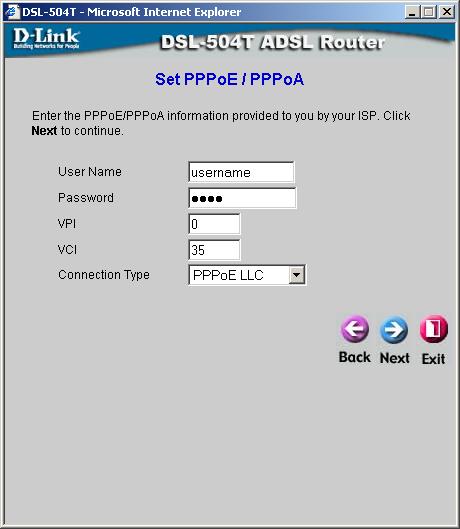 DSL-504T - Microsoft Internet Explorer
D-Link
Building Networks for People
DSL-504T ADSL Router
Set PPPoE / PPPoA
Enter the PPPoE/PPPoA information provided to you by your ISP. Click
Next to continue.
User Name username
Password ●●●●
VPI 0
VCI 35
Connection Type PPPoE LLC
Back Next Exit